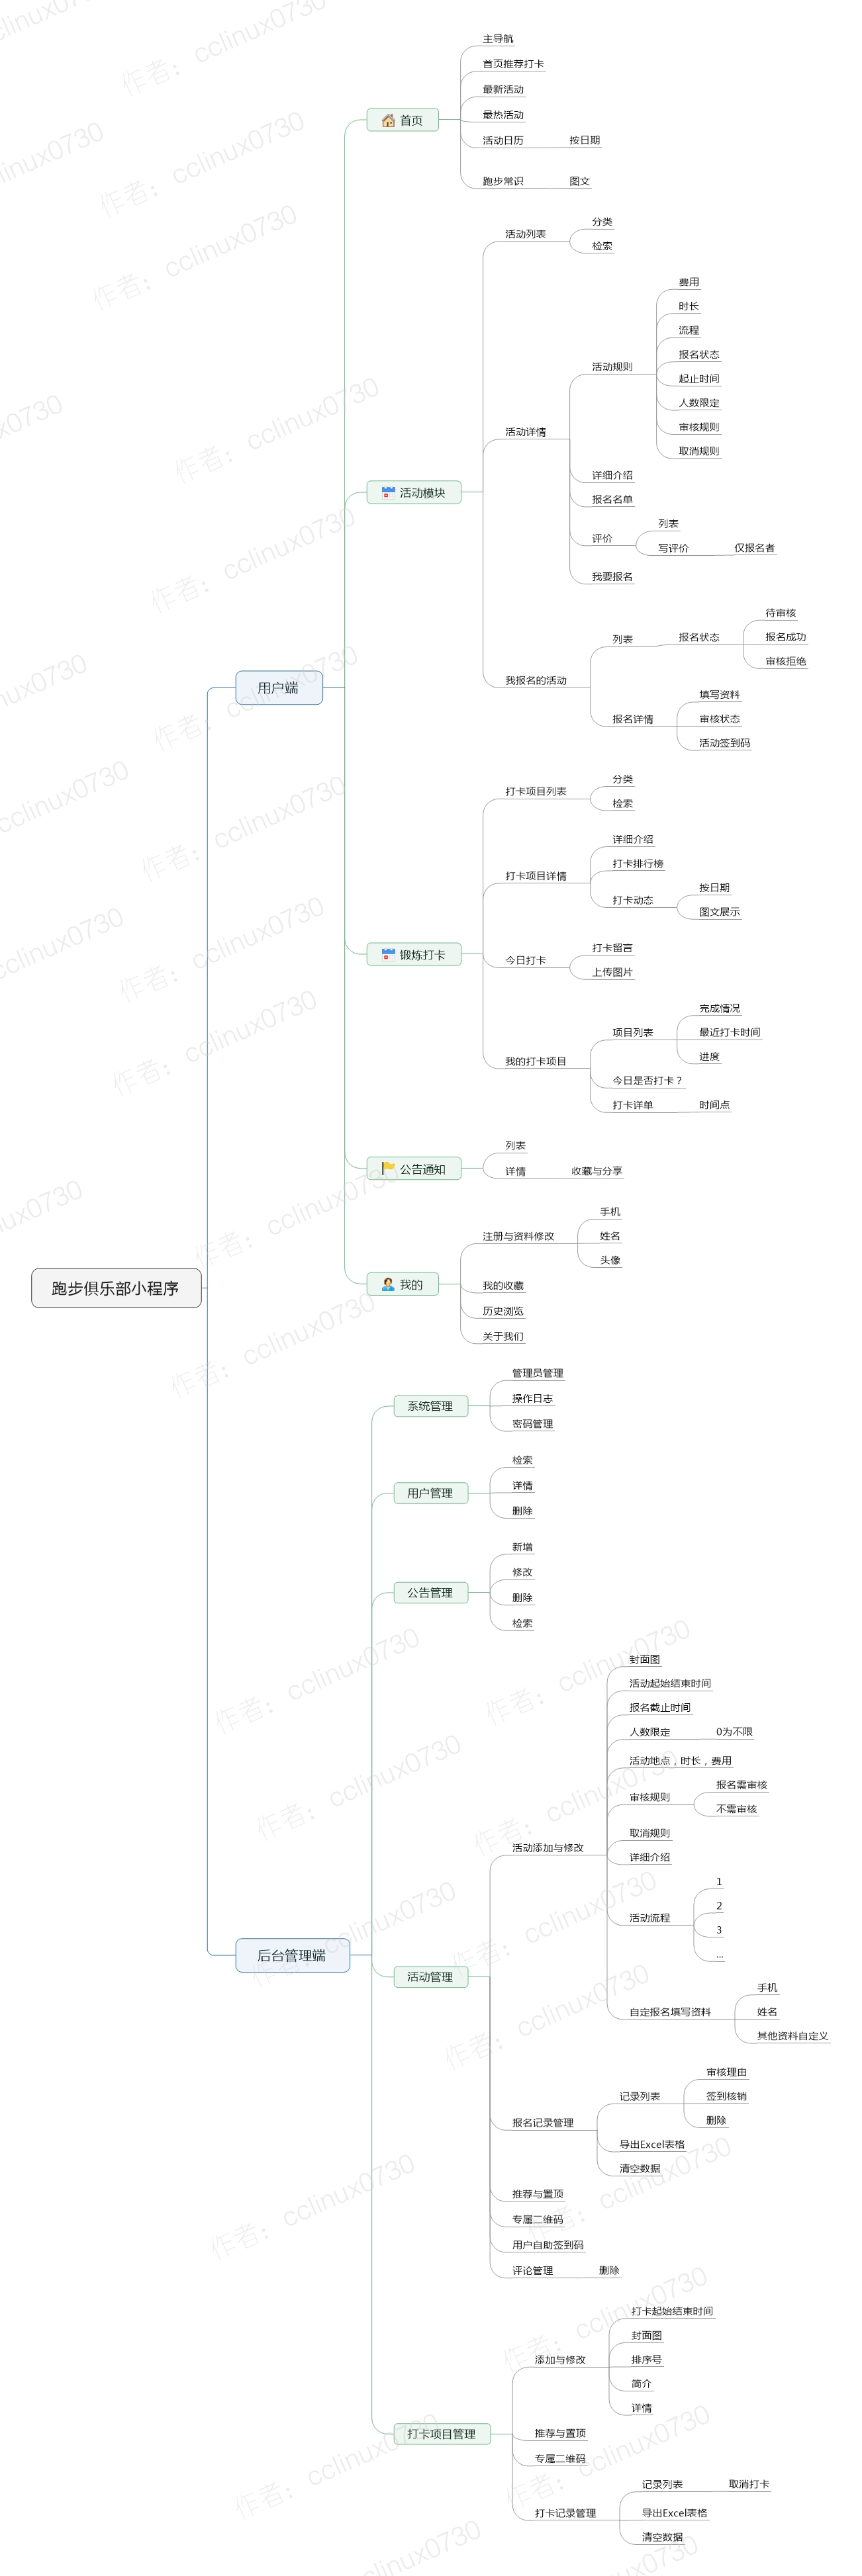 跑步俱乐部小程序
用户端
首页
主导航
首页推荐打卡
最新活动
最热活动
活动日历
按日期
跑步常识
图文
活动模块
活动列表
分类
检索
活动详情
活动规则
费用
时长
流程
报名状态
起止时间
人数限定
审核规则
取消规则
详细介绍
报名名单
评价
列表
写评价
仅报名者
我要报名
我报名的活动
列表
报名状态
待审核
报名成功
审核拒绝
报名详情
填写资料
审核状态
活动签到码
锻炼打卡
打卡项目列表
分类
检索
打卡项目详情
详细介绍
打卡排行榜
打卡动态
按日期
图文展示
今日打卡
打卡留言
上传图片
我的打卡项目
项目列表
完成情况
最近打卡时间
进度
今日是否打卡？
打卡详单
时间点
公告通知
列表
详情
收藏与分享
我的
注册与资料修改
手机
姓名
头像
我的收藏
历史浏览
关于我们
后台管理端
系统管理
管理员管理
操作日志
密码管理
用户管理
检索
详情
删除
公告管理
新增
修改
删除
检索
活动管理
活动添加与修改
封面图
活动起始结束时间
报名截止时间
人数限定
0为不限
活动地点，时长，费用
审核规则
报名需审核
不需审核
取消规则
详细介绍
活动流程
1
2
3
...
自定报名填写资料
手机
姓名
其他资料自定义
报名记录管理
记录列表
审核理由
签到核销
删除
导出Excel表格
清空数据
推荐与置顶
专属二维码
用户自助签到码
评论管理
删除
打卡项目管理
添加与修改
打卡起始结束时间
封面图
排序号
简介
详情
推荐与置顶
专属二维码
打卡记录管理
记录列表
取消打卡
导出Excel表格
清空数据
作者：cclinux0730